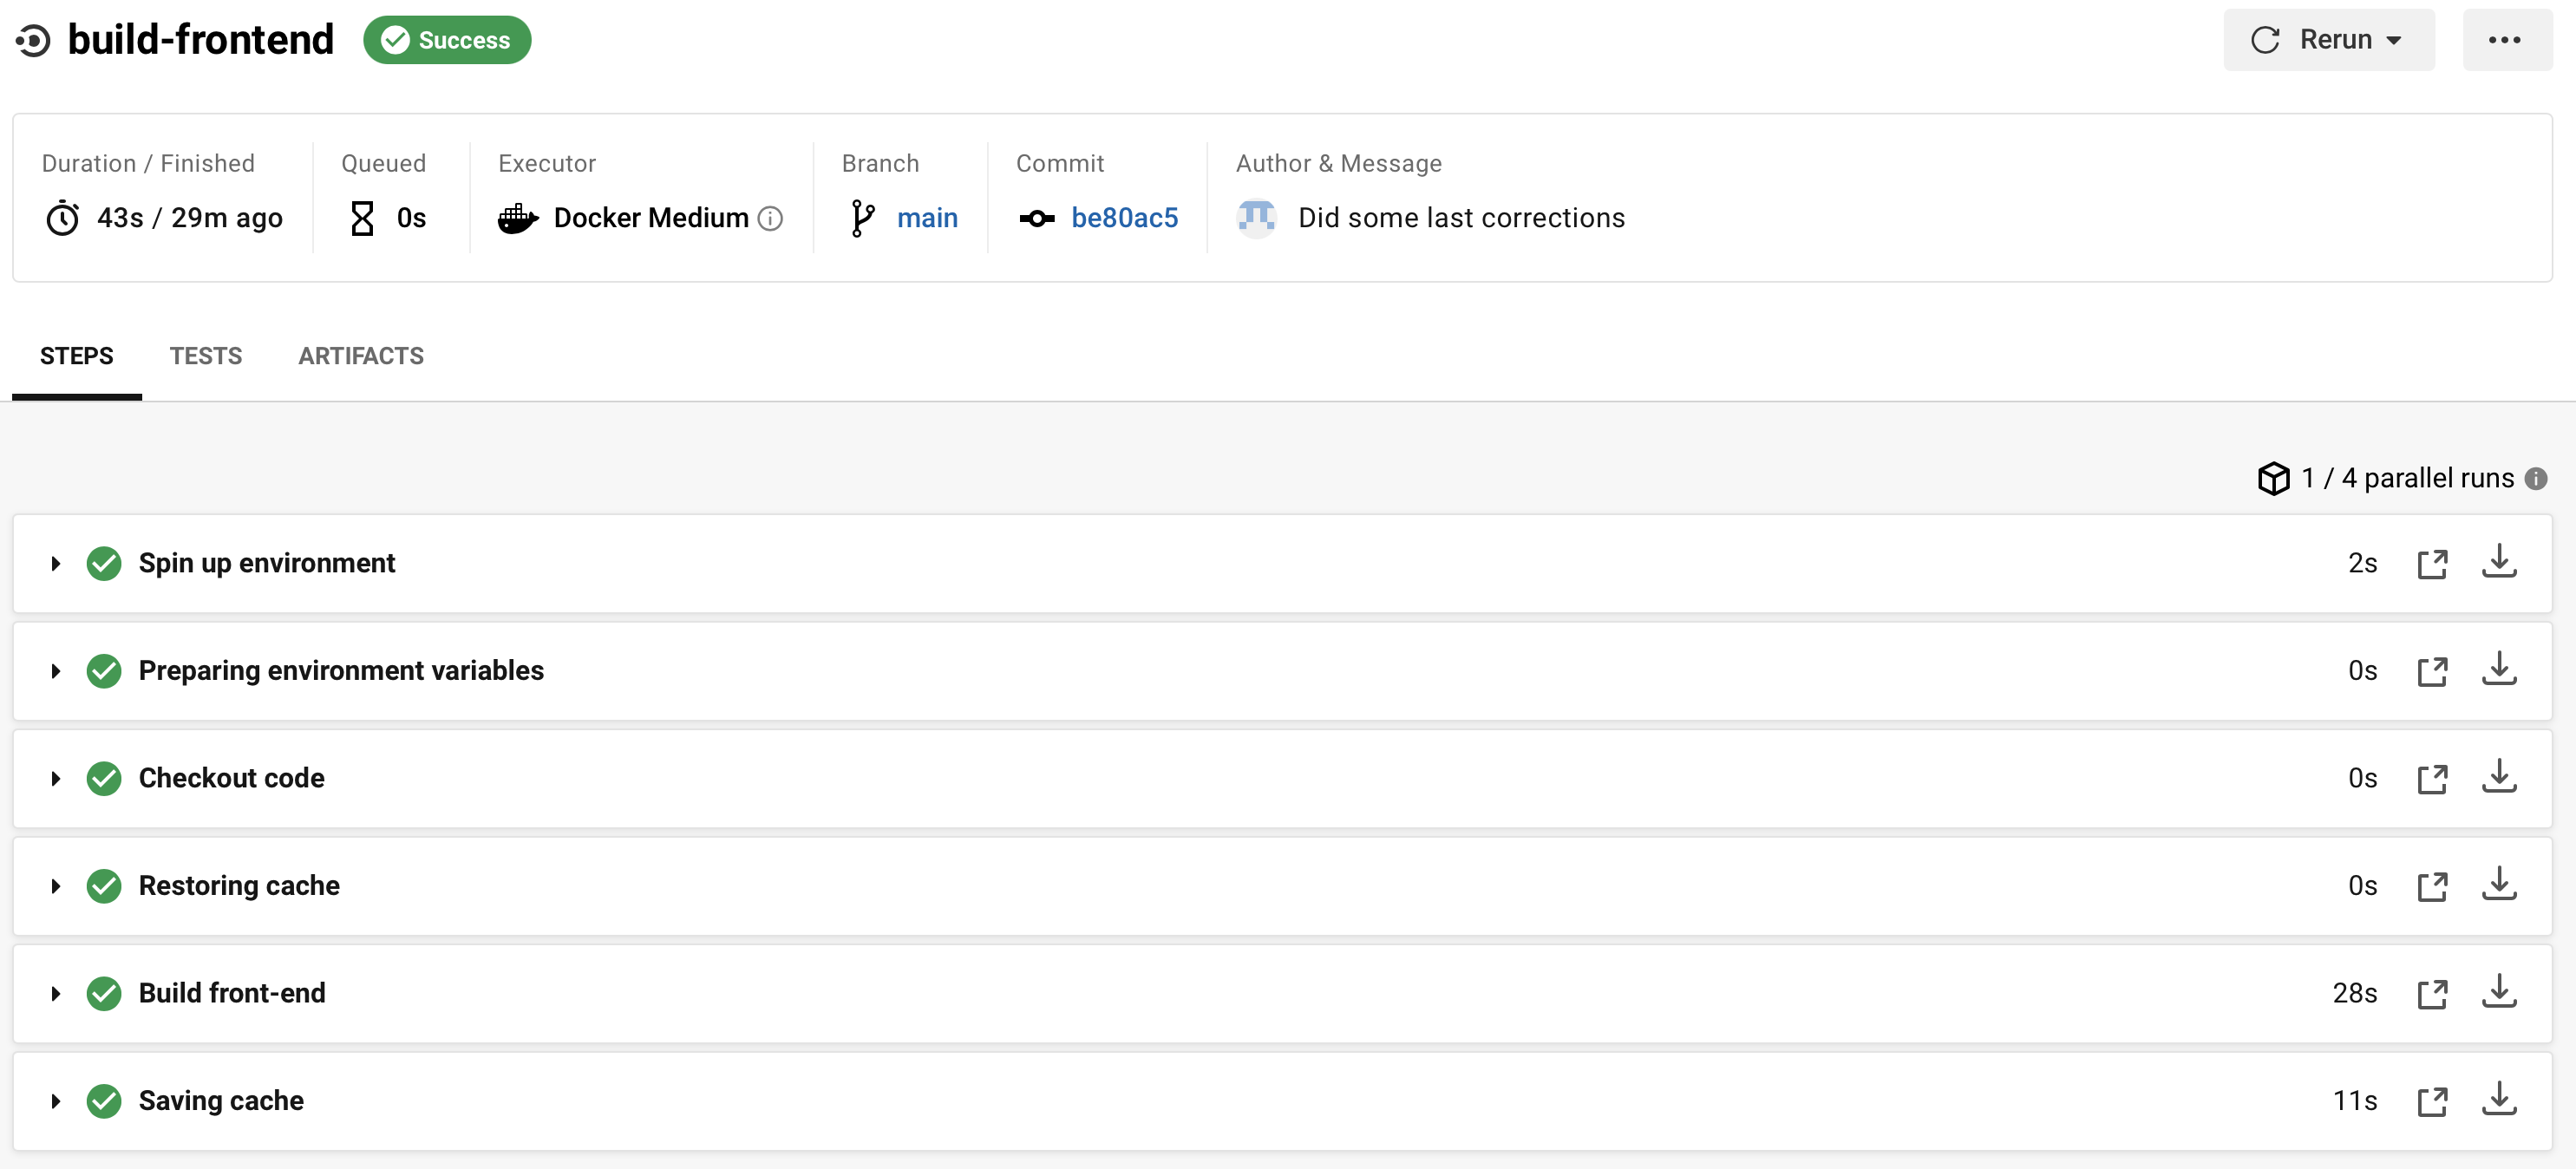 build-frontend Success Rerun
Duration / Finished Queued Executor Branch Commit Author & Message
43s / 29m ago 0s Docker Medium main be80ac5 Did some last corrections
STEPS TESTS ARTIFACTS
1 / 4 parallel runs
Spin up environment 2s
Preparing environment variables 0s
Checkout code 0s
Restoring cache 0s
Build front-end 28s
Saving cache 11s